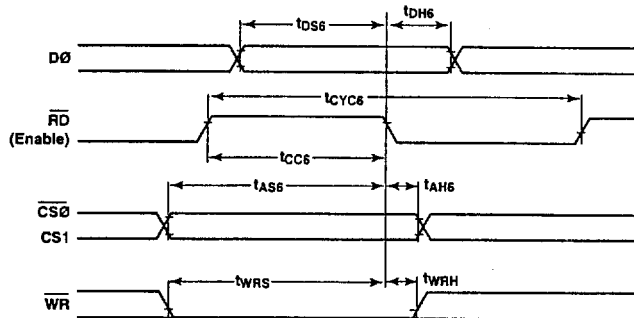 tDS6 tDH6
DØ
tCYC6
RD
(Enable)
tCC6
tAS6 tAH6
CSØ
CS1
tWRS tWRH
WR